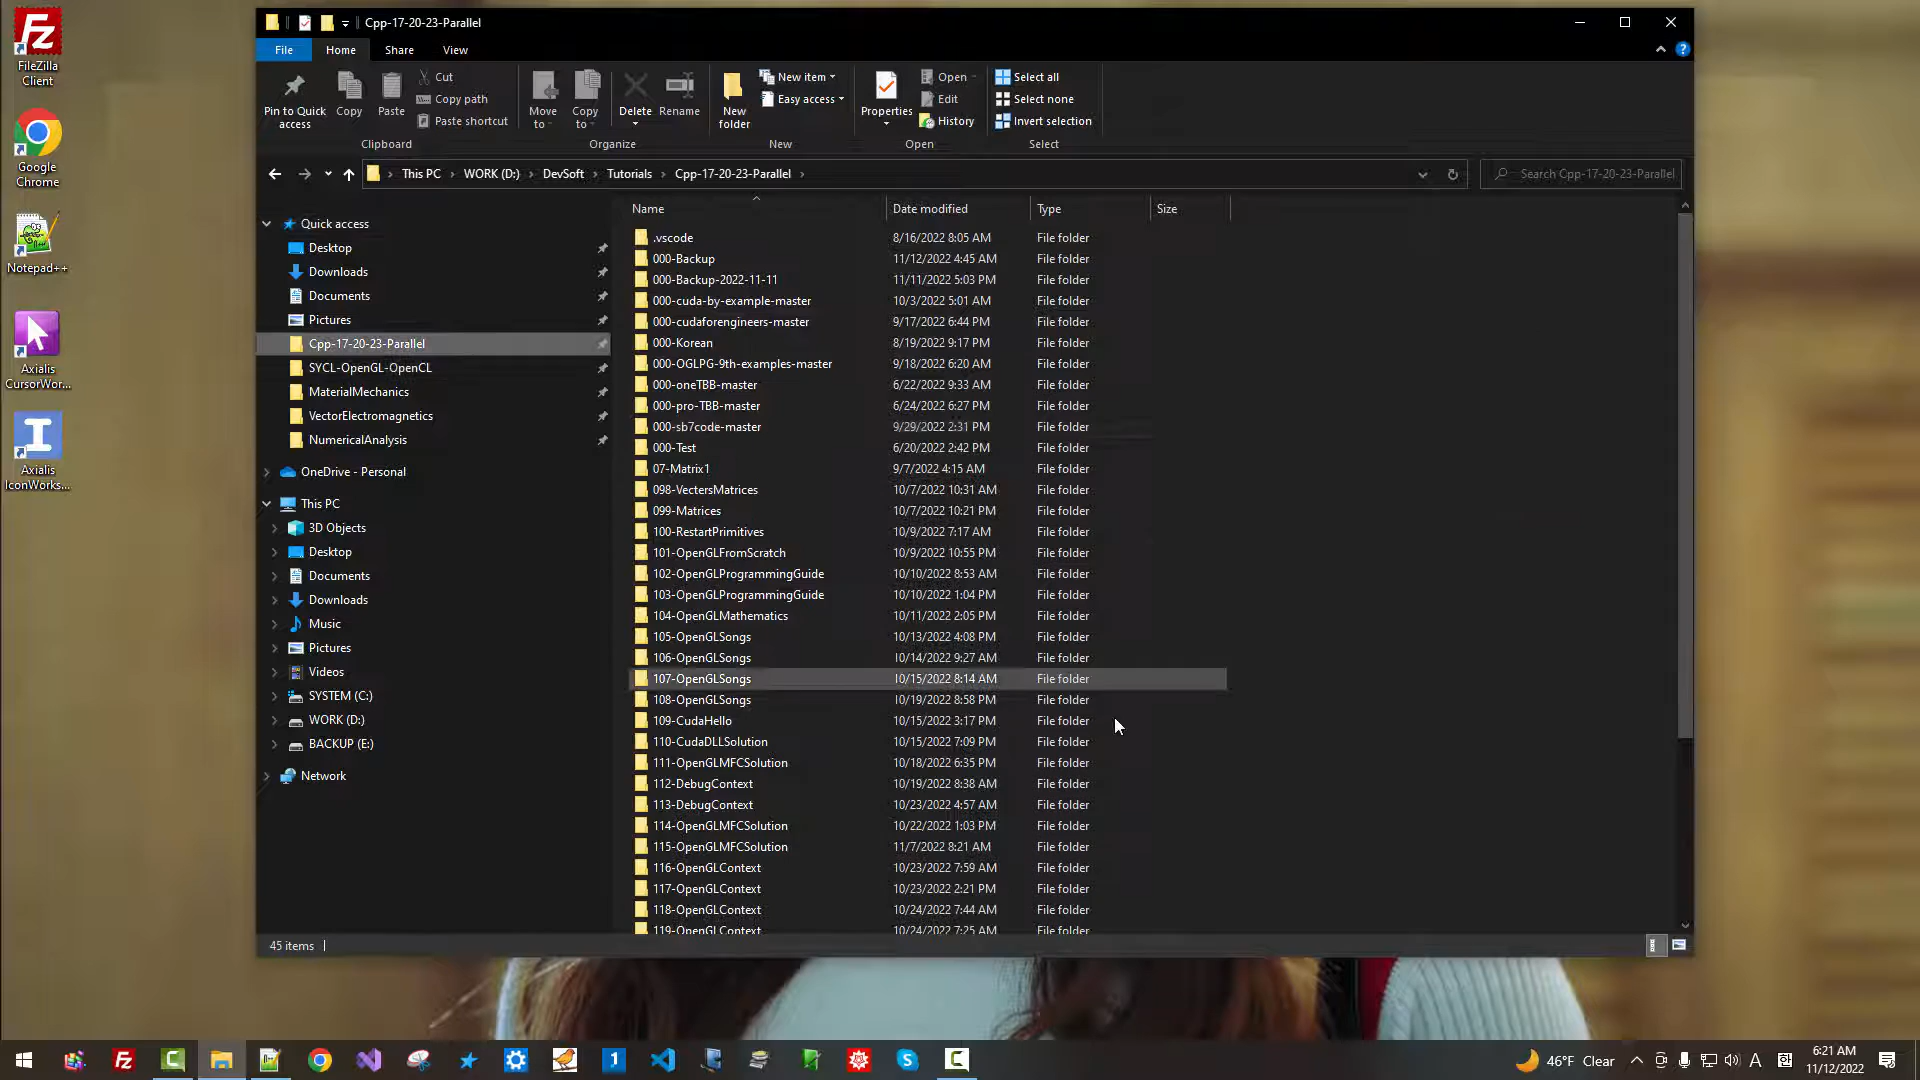 FileZilla
Client
Google
Chrome
Notepad++
Axialis
CursorWor...
Axialis
IconWorks...
Cpp-17-20-23-Parallel
File
Home
Share
View
Pin to Quick
access
Copy
Paste
Cut
Copy path
Paste shortcut
Clipboard
Move
to
Copy
to
Delete
Rename
Organize
New
folder
New item
Easy access
New
Properties
Open
Edit
History
Open
Select all
Select none
Invert selection
Select
This PC > WORK (D:) > DevSoft > Tutorials > Cpp-17-20-23-Parallel >
Search Cpp-17-20-23-Parallel
Quick access
Desktop
Downloads
Documents
Pictures
Cpp-17-20-23-Parallel
SYCL-OpenGL-OpenCL
MaterialMechanics
VectorElectromagnetics
NumericalAnalysis
OneDrive - Personal
This PC
3D Objects
Desktop
Documents
Downloads
Music
Pictures
Videos
SYSTEM (C:)
WORK (D:)
BACKUP (E:)
Network
Name Date modified Type Size
.vscode 8/16/2022 8:05 AM File folder
000-Backup 11/12/2022 4:45 AM File folder
000-Backup-2022-11-11 11/11/2022 5:03 PM File folder
000-cuda-by-example-master 10/3/2022 5:01 AM File folder
000-cudaforengineers-master 9/17/2022 6:44 PM File folder
000-Korean 8/19/2022 9:17 PM File folder
000-OGLPG-9th-examples-master 9/18/2022 6:20 AM File folder
000-oneTBB-master 6/22/2022 9:33 AM File folder
000-pro-TBB-master 6/24/2022 6:27 PM File folder
000-sb7code-master 9/29/2022 2:31 PM File folder
000-Test 6/20/2022 2:42 PM File folder
07-Matrix1 9/7/2022 4:15 AM File folder
098-VectersMatrices 10/7/2022 10:31 AM File folder
099-Matrices 10/7/2022 10:21 PM File folder
100-RestartPrimitives 10/9/2022 7:17 AM File folder
101-OpenGLFromScratch 10/9/2022 10:55 PM File folder
102-OpenGLProgrammingGuide 10/10/2022 8:53 AM File folder
103-OpenGLProgrammingGuide 10/10/2022 1:04 PM File folder
104-OpenGLMathematics 10/11/2022 2:05 PM File folder
105-OpenGLSongs 10/13/2022 4:08 PM File folder
106-OpenGLSongs 10/14/2022 9:27 AM File folder
107-OpenGLSongs 10/15/2022 8:14 AM File folder
108-OpenGLSongs 10/19/2022 8:58 PM File folder
109-CudaHello 10/15/2022 3:17 PM File folder
110-CudaDLLSolution 10/15/2022 7:09 PM File folder
111-OpenGLMFCSolution 10/18/2022 6:35 PM File folder
112-DebugContext 10/19/2022 8:38 AM File folder
113-DebugContext 10/23/2022 4:57 AM File folder
114-OpenGLMFCSolution 10/22/2022 1:03 PM File folder
115-OpenGLMFCSolution 11/7/2022 8:21 AM File folder
116-OpenGLContext 10/23/2022 7:59 AM File folder
117-OpenGLContext 10/23/2022 2:21 PM File folder
118-OpenGLContext 10/24/2022 7:44 AM File folder
119-OpenGLContext 10/24/2022 7:25 AM File folder
45 items
46°F Clear
A
6:21 AM
11/12/2022